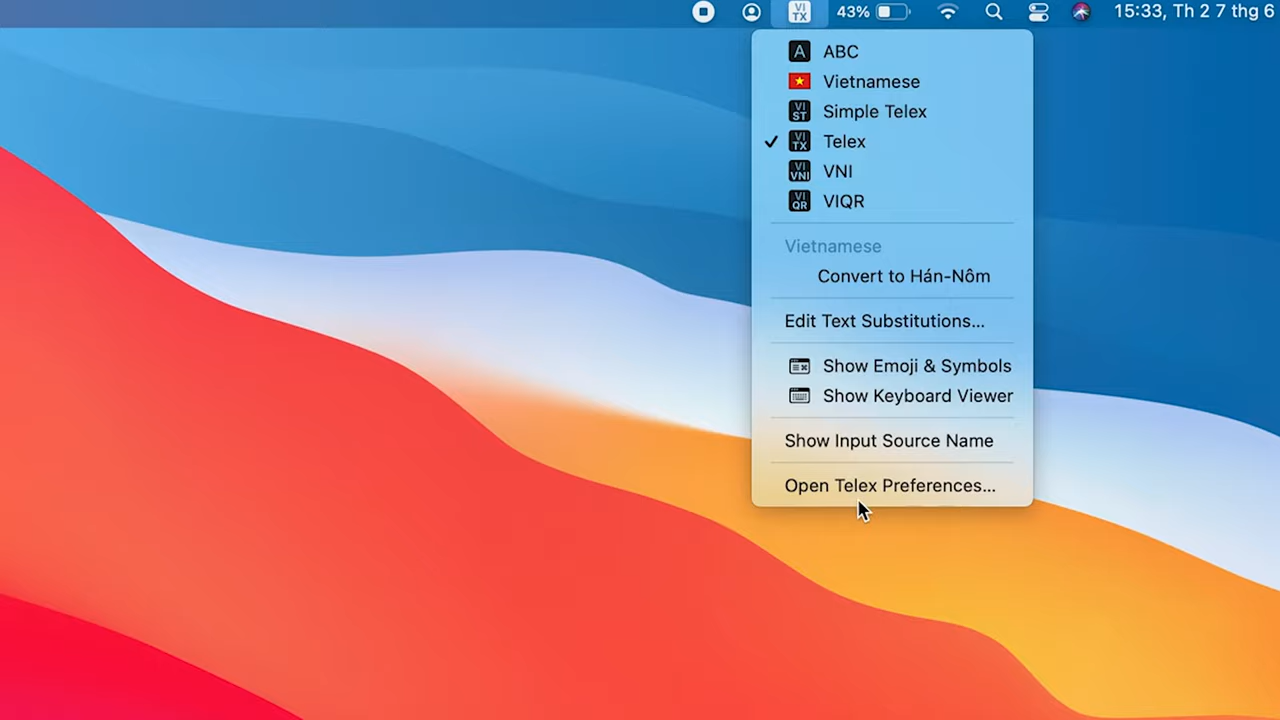 VI TX 43% 15:33, Th 2 7 thg 6
A ABC
Vietnamese
VI ST Simple Telex
✓ VI TX Telex
VI VNI VNI
VI QR VIQR
Vietnamese
Convert to Hán-Nôm
Edit Text Substitutions...
Show Emoji & Symbols
Show Keyboard Viewer
Show Input Source Name
Open Telex Preferences...